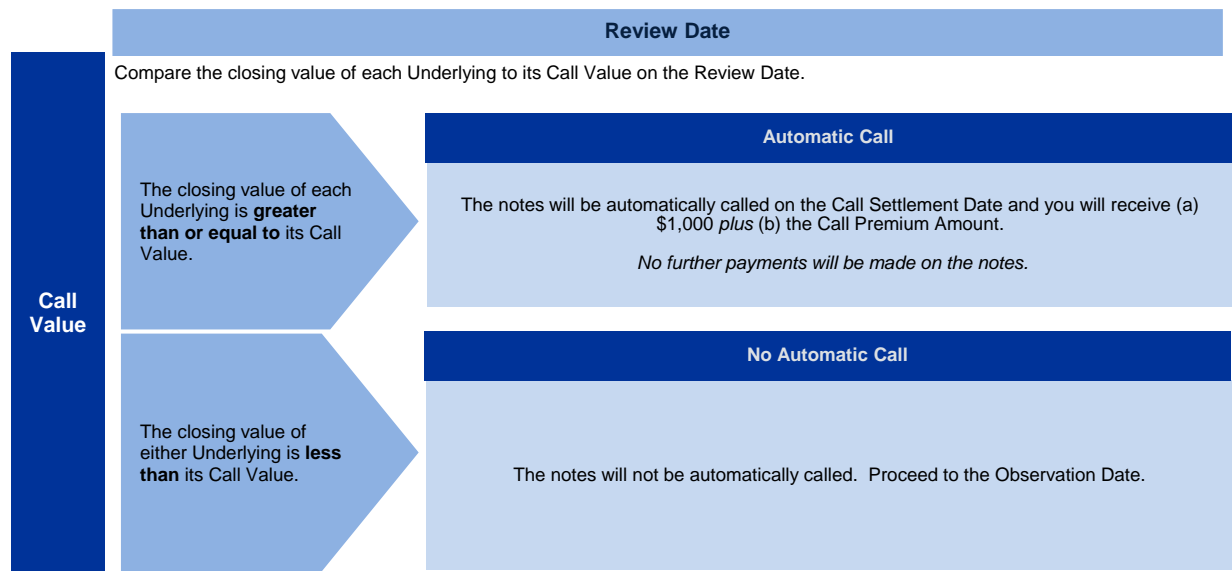 Review Date
Compare the closing value of each Underlying to its Call Value on the Review Date.
Call
Value
The closing value of each
Underlying is greater
than or equal to its Call
Value.
Automatic Call
The notes will be automatically called on the Call Settlement Date and you will receive (a)
$1,000 plus (b) the Call Premium Amount.
No further payments will be made on the notes.
The closing value of
either Underlying is less
than its Call Value.
No Automatic Call
The notes will not be automatically called. Proceed to the Observation Date.